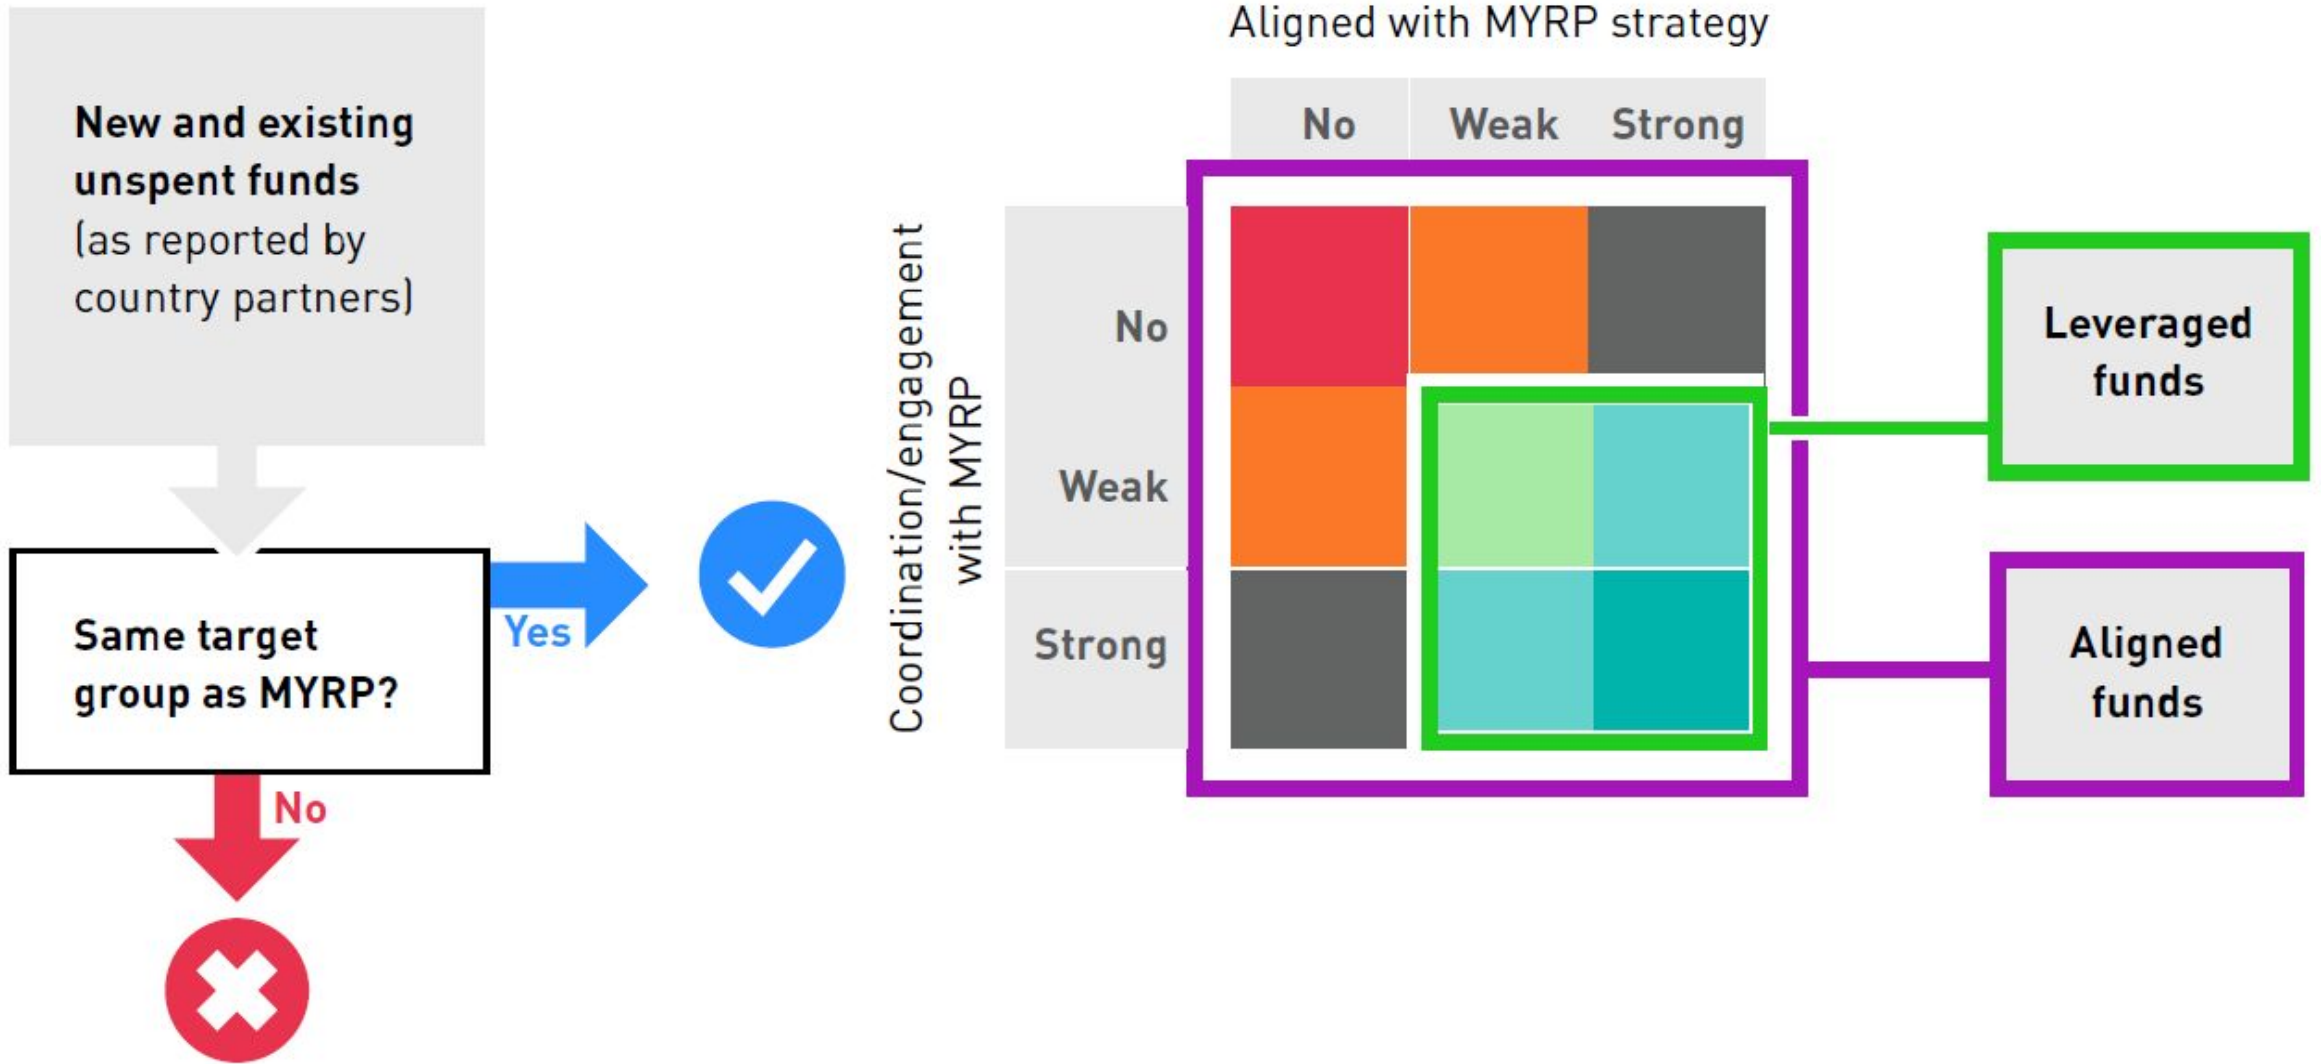 New and existing
unspent funds
(as reported by
country partners)
Same target
group as MYRP?
Yes
No
Aligned with MYRP strategy
No
Weak
Strong
Coordination/engagement
with MYRP
No
Weak
Strong
Leveraged
funds
Aligned
funds